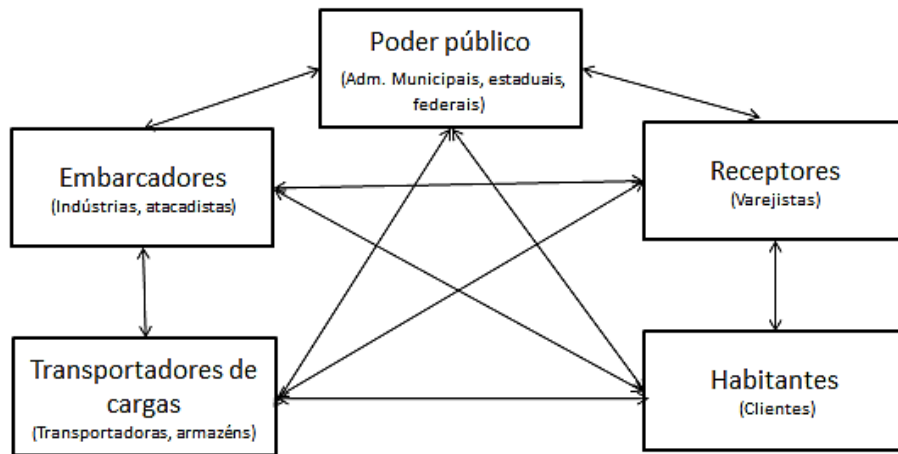 Poder público
(Adm. Municipais, estaduais,
federais)
Embarcadores
(Indústrias, atacadistas)
Receptores
(Varejistas)
Transportadores de
cargas
(Transportadoras, armazéns)
Habitantes
(Clientes)